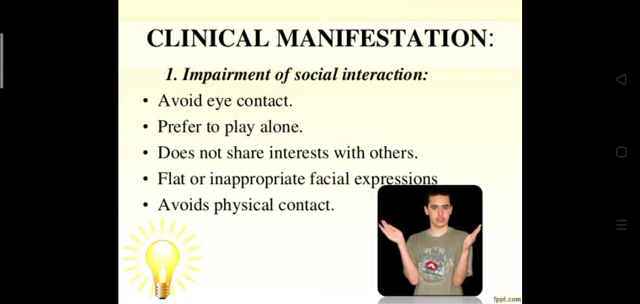 CLINICAL MANIFESTATION:
1. Impairment of social interaction:
• Avoid eye contact.
• Prefer to play alone.
• Does not share interests with others.
• Flat or inappropriate facial expressions
• Avoids physical contact.
fppt.com